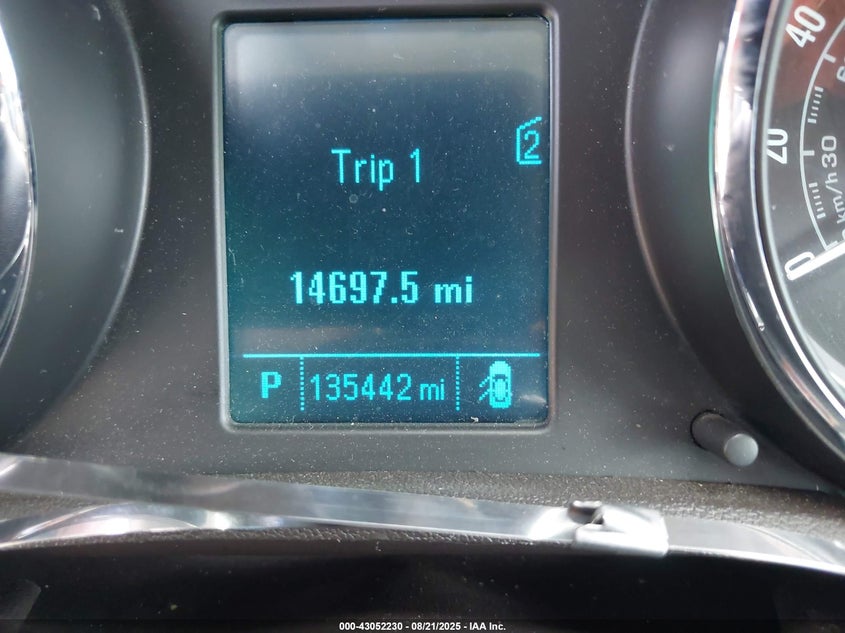 2
Trip 1
14697.5 mi
P 135442 mi
40
20
0
km/h 30
000-43052230 - 08/21/2025 - IAA Inc.